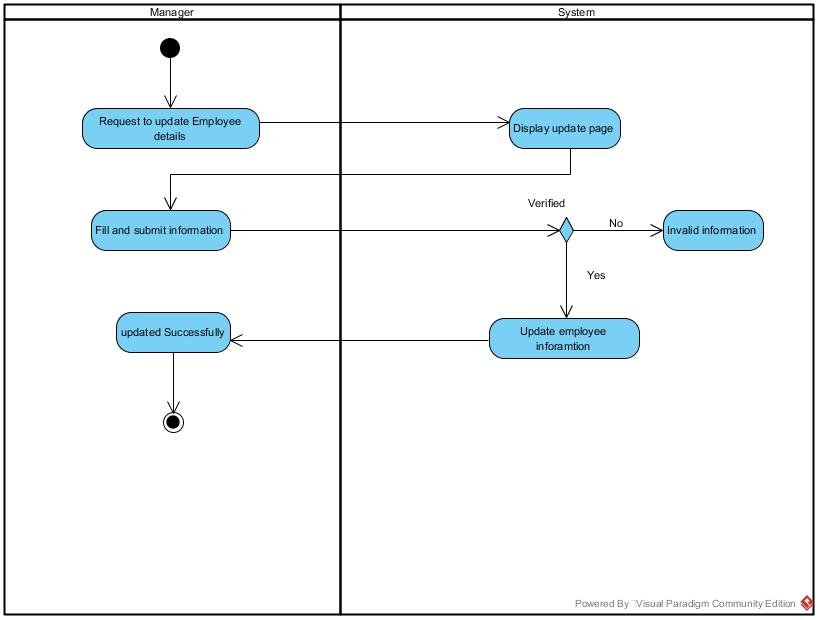 Manager
System
Request to update Employee
details
Display update page
Verified
Fill and submit information
No
Invalid information
Yes
updated Successfully
Update employee
inforamtion
Powered By Visual Paradigm Community Edition